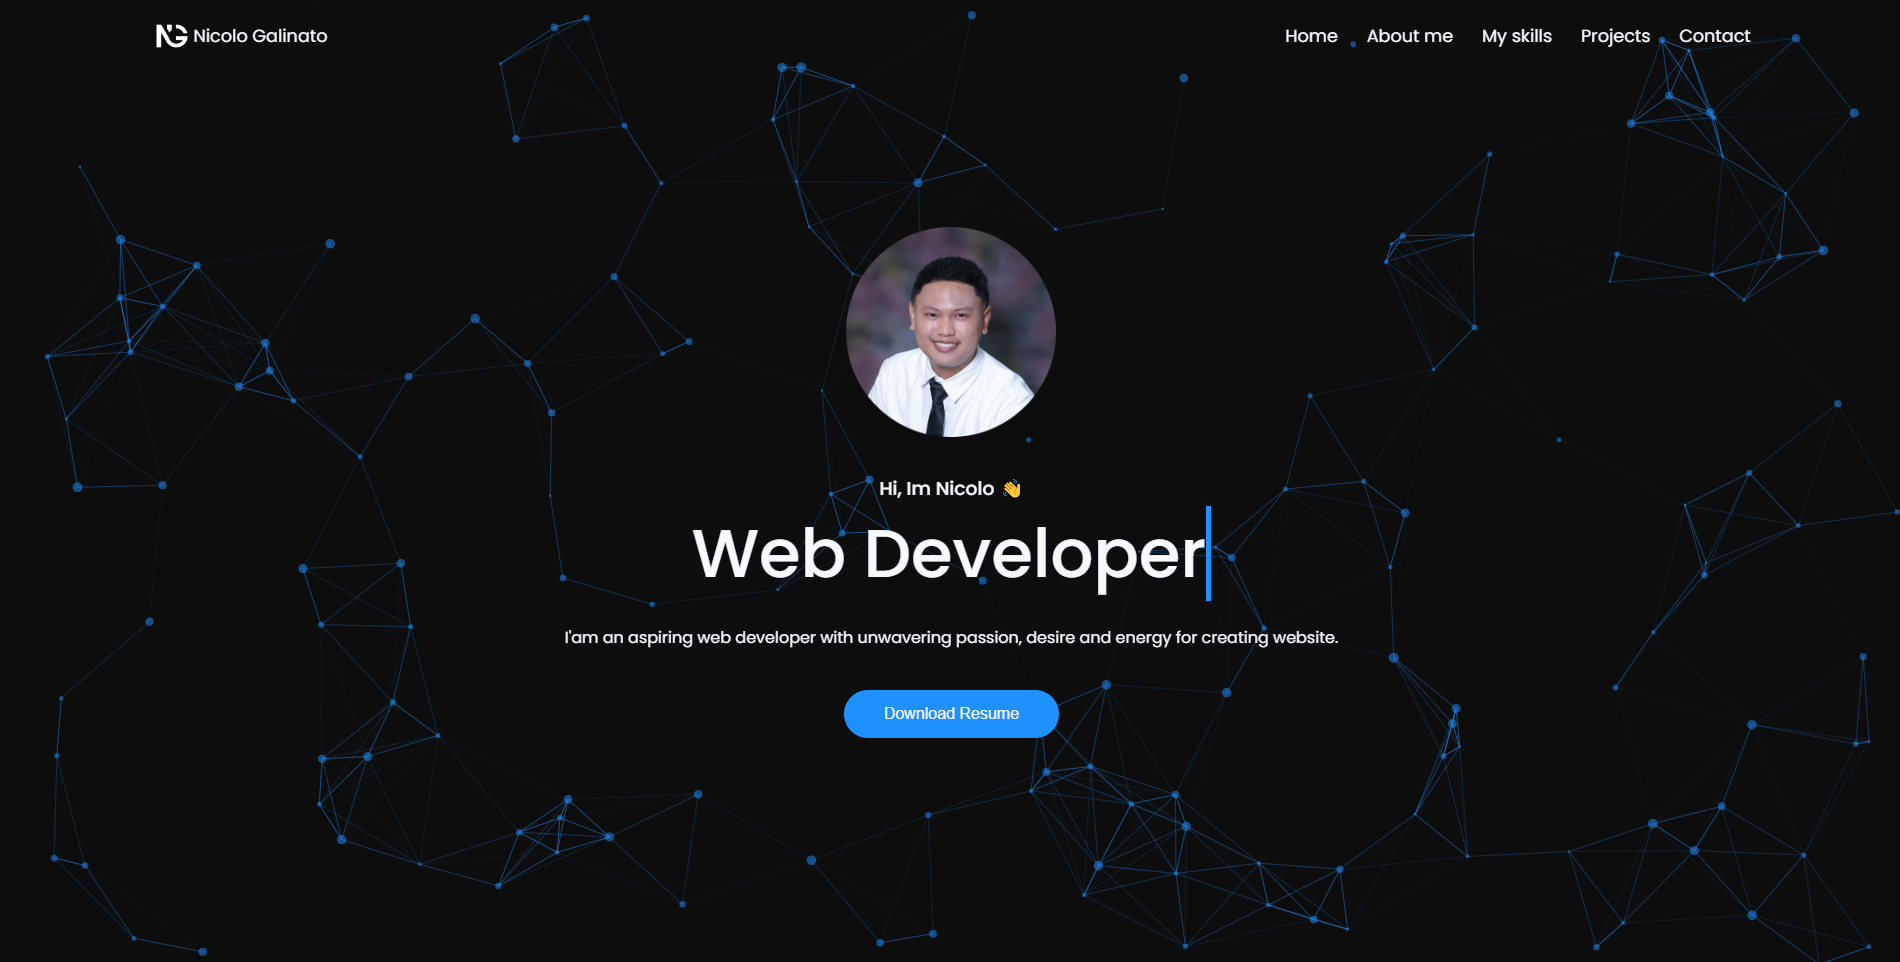 NG Nicolo Galinato
Home About me My skills Projects Contact
Hi, Im Nicolo 👋
Web Developer
I'am an aspiring web developer with unwavering passion, desire and energy for creating website.
Download Resume